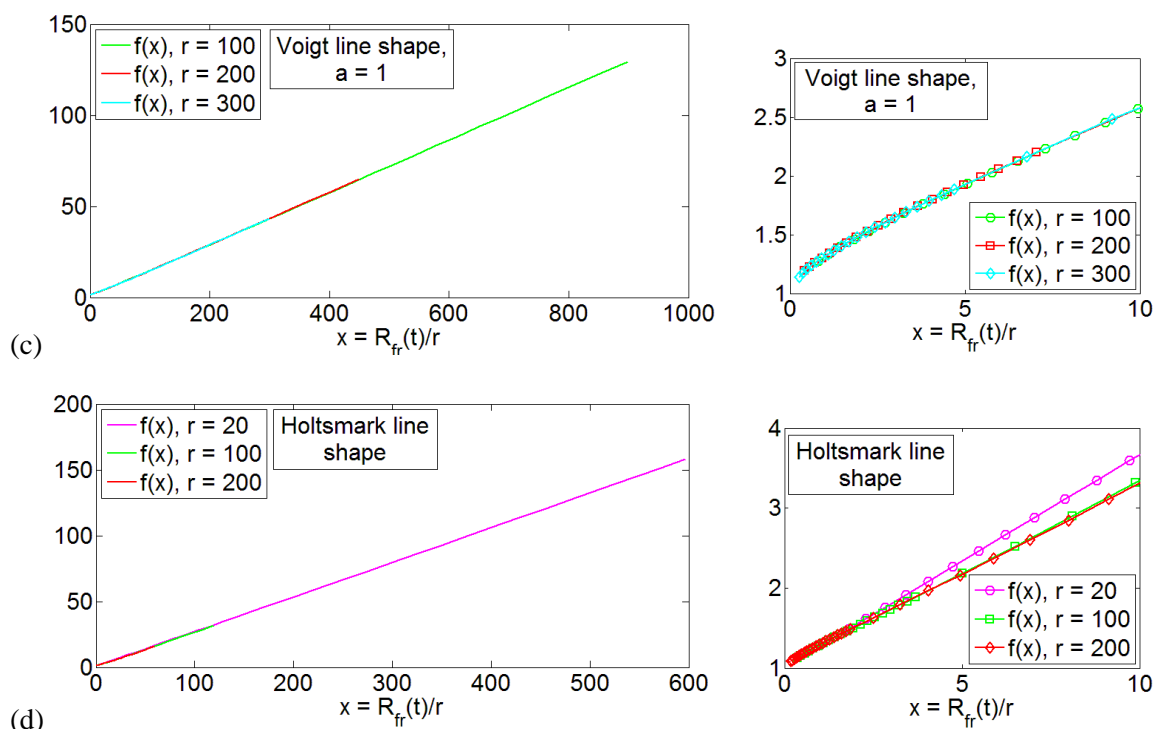 150
100
50
0
f(x), r = 100
f(x), r = 200
f(x), r = 300
Voigt line shape,
a = 1
0 200 400 600 800 1000
x = R_fr(t)/r
3
2.5
2
1.5
1
Voigt line shape,
a = 1
f(x), r = 100
f(x), r = 200
f(x), r = 300
0 5 10
x = R_fr(t)/r
(c)
200
150
100
50
0
f(x), r = 20
f(x), r = 100
f(x), r = 200
Holtsmark line
shape
0 100 200 300 400 500 600
x = R_fr(t)/r
4
3
2
1
Holtsmark line
shape
f(x), r = 20
f(x), r = 100
f(x), r = 200
0 5 10
x = R_fr(t)/r
(d)